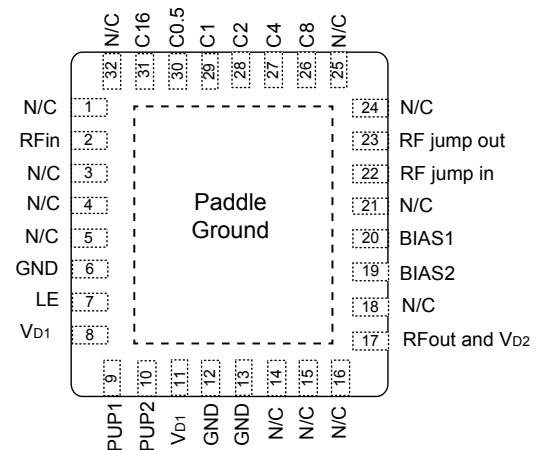 N/C C16 C0.5 C1 C2 C4 C8 N/C
32 31 30 29 28 27 26 25
N/C 1
RFin 2
N/C 3
N/C 4
N/C 5
GND 6
LE 7
VD1 8
Paddle
Ground
24 N/C
23 RF jump out
22 RF jump in
21 N/C
20 BIAS1
19 BIAS2
18 N/C
17 RFout and VD2
9 10 11 12 13 14 15 16
PUP1 PUP2 VD1 GND GND N/C N/C N/C